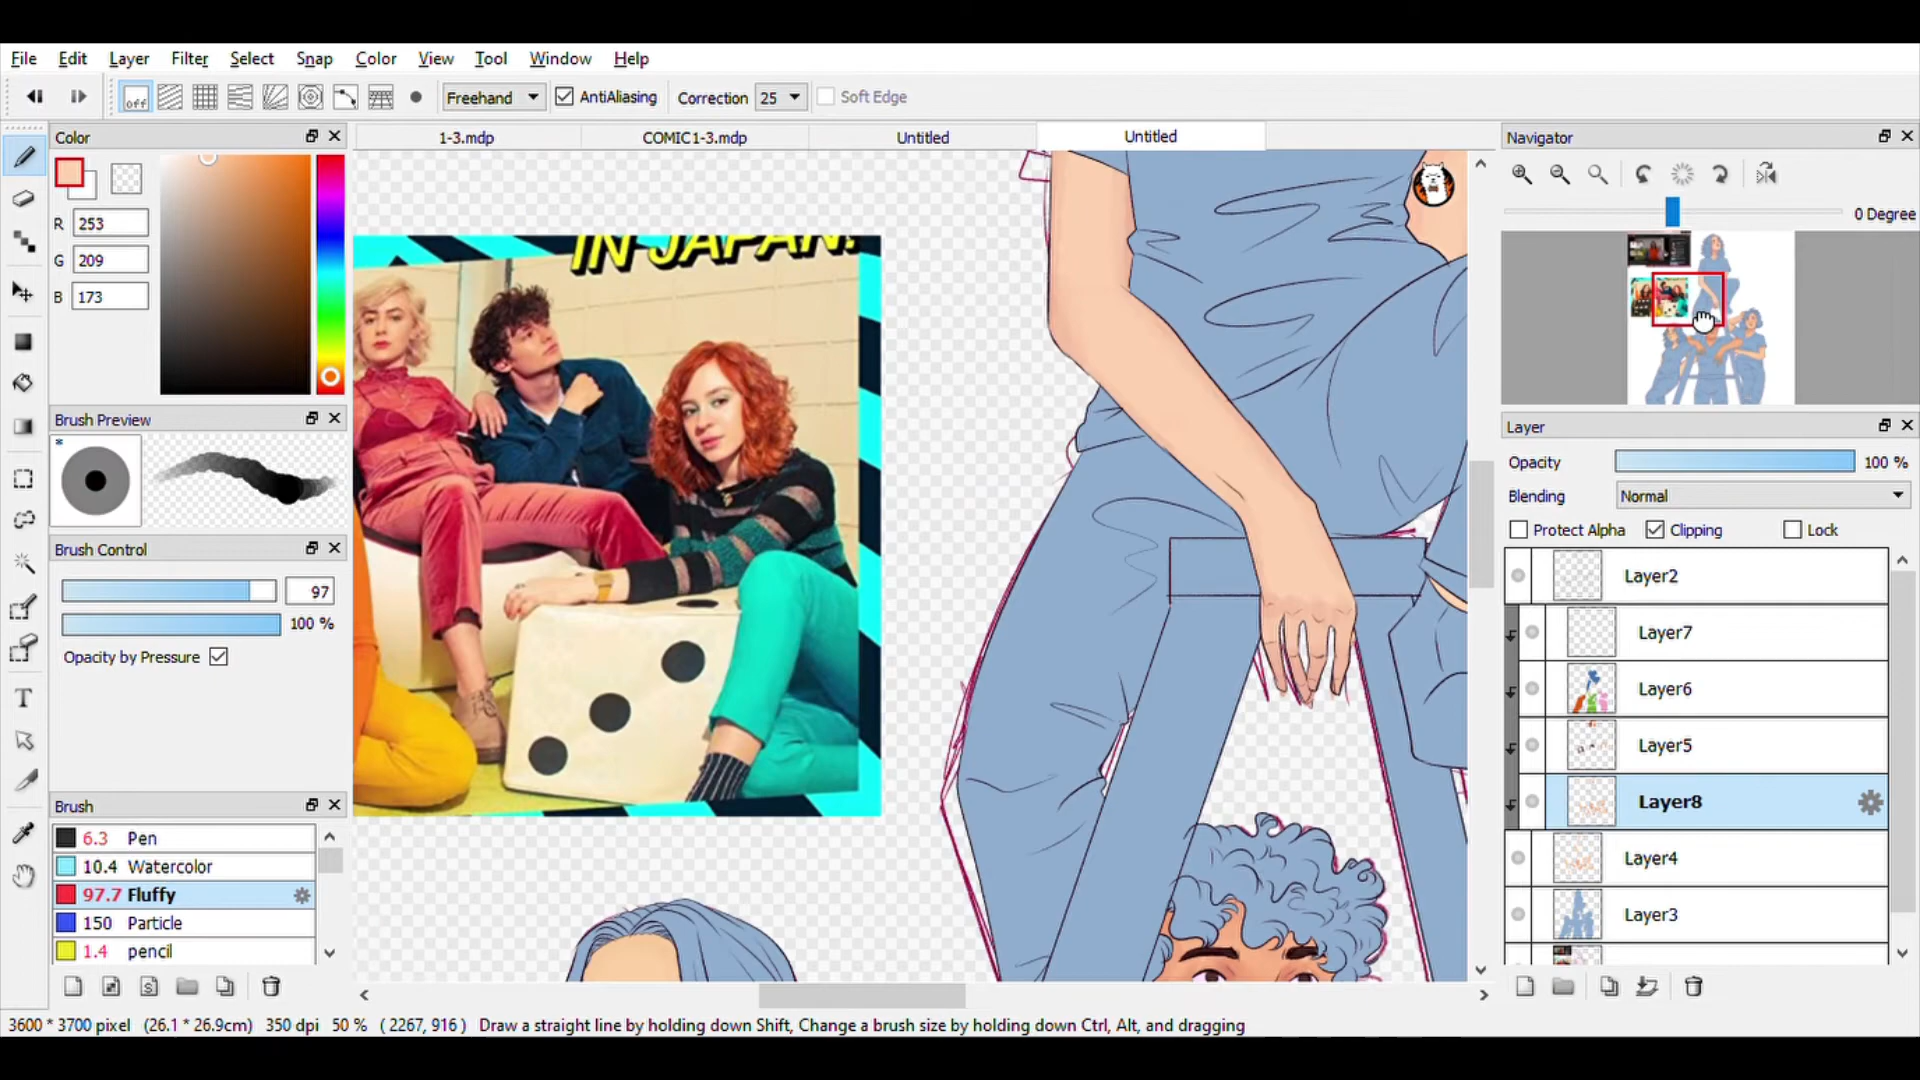 File Edit Layer Filter Select Snap Color View Tool Window Help
off Freehand AntiAliasing Correction 25 Soft Edge
Color
1-3.mdp COMIC1-3.mdp Untitled Untitled
Navigator
R 253
G 209
B 173
0 Degree
IN JAPAN!
Brush Preview
*
Layer
Opacity 100 %
Blending Normal
Protect Alpha Clipping Lock
Brush Control
97
100 %
Opacity by Pressure
Layer2
Layer7
Layer6
Layer5
Layer8
Layer4
Layer3
Brush
6.3 Pen
10.4 Watercolor
97.7 Fluffy
150 Particle
1.4 pencil
T
S
3600 * 3700 pixel (26.1 * 26.9cm) 350 dpi 50 % ( 2267, 916 ) Draw a straight line by holding down Shift, Change a brush size by holding down Ctrl, Alt, and dragging